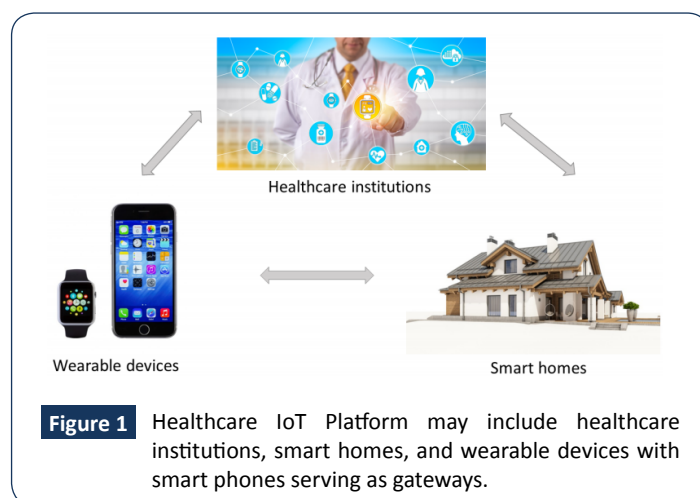 Healthcare institutions
Wearable devices
Smart homes
Figure 1 Healthcare IoT Platform may include healthcare
institutions, smart homes, and wearable devices with
smart phones serving as gateways.